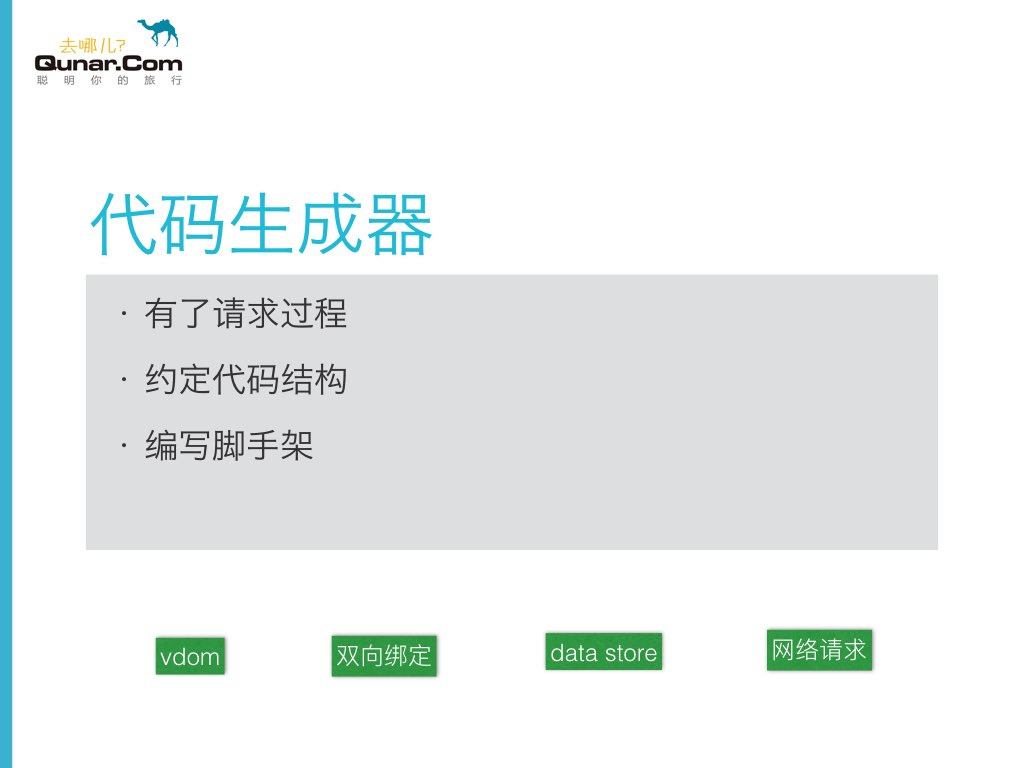 去哪儿?
Qunar.Com
聪明你的旅行
代码生成器
· 有了请求过程
· 约定代码结构
· 编写脚手架
vdom
双向绑定
data store
网络请求